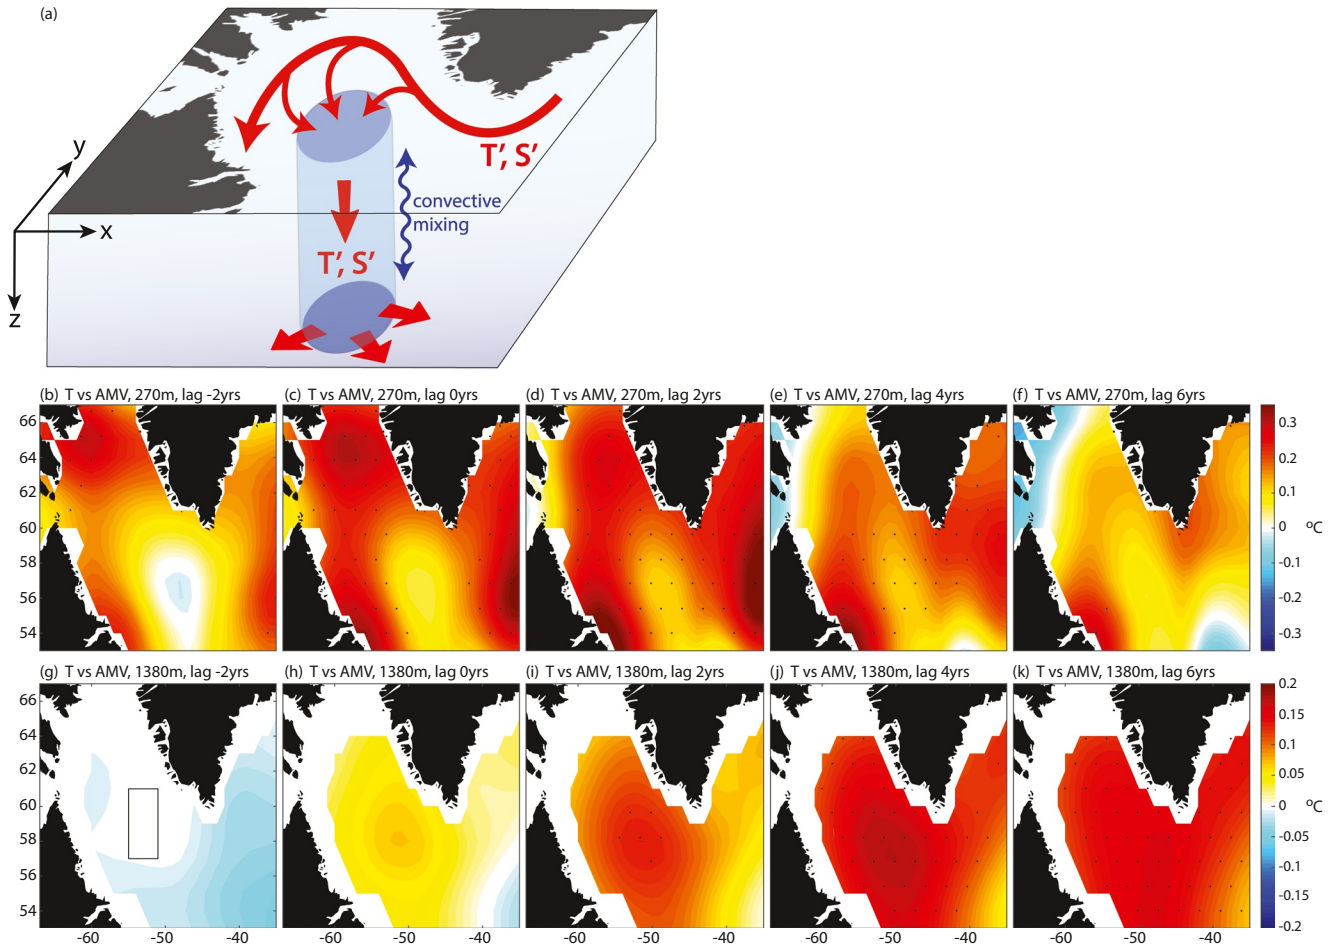 (a)
T', S'
y
x
z
convective
mixing
T', S'
(b) T vs AMV, 270m, lag -2yrs
(c) T vs AMV, 270m, lag 0yrs
(d) T vs AMV, 270m, lag 2yrs
(e) T vs AMV, 270m, lag 4yrs
(f) T vs AMV, 270m, lag 6yrs
66
64
62
60
58
56
54
0.3
0.2
0.1
0
-0.1
-0.2
-0.3
ºC
(g) T vs AMV, 1380m, lag -2yrs
(h) T vs AMV, 1380m, lag 0yrs
(i) T vs AMV, 1380m, lag 2yrs
(j) T vs AMV, 1380m, lag 4yrs
(k) T vs AMV, 1380m, lag 6yrs
66
64
62
60
58
56
54
-60 -50 -40
-60 -50 -40
-60 -50 -40
-60 -50 -40
-60 -50 -40
0.2
0.15
0.1
0.05
0
-0.05
-0.1
-0.15
-0.2
ºC